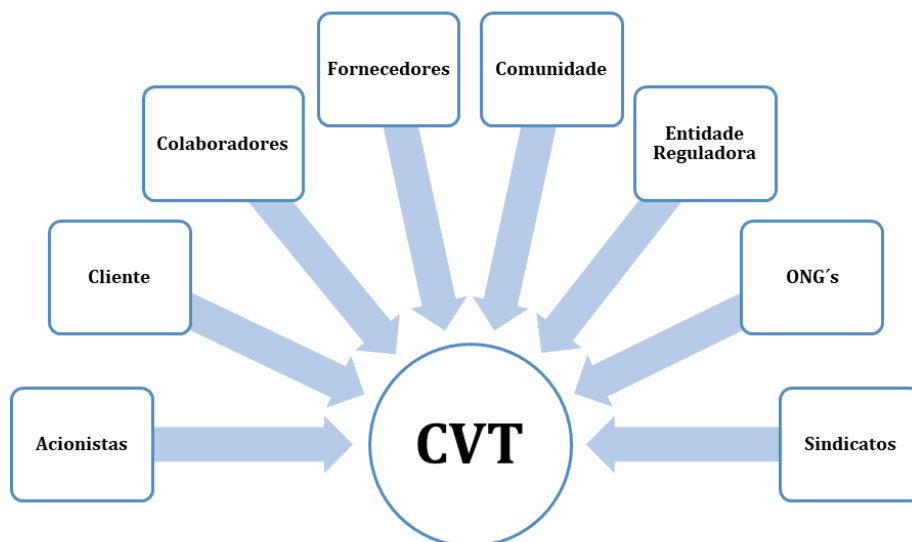 Fornecedores
Comunidade
Colaboradores
Entidade
Reguladora
Cliente
ONG´s
Acionistas
CVT
Sindicatos